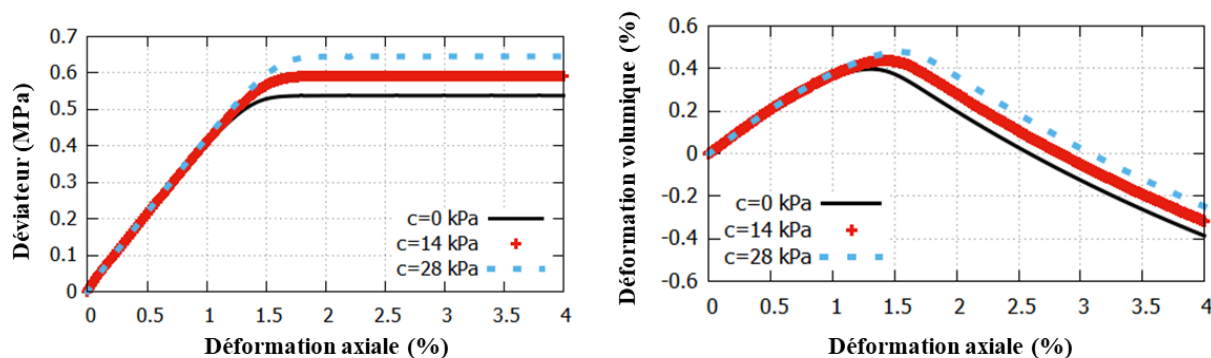 Déviateur (MPa)
0.7
0.6
0.5
0.4
0.3
0.2
0.1
0
c=0 kPa
c=14 kPa
c=28 kPa
0 0.5 1 1.5 2 2.5 3 3.5 4
Déformation axiale (%)
Déformation volumique (%)
0.6
0.4
0.2
0
-0.2
-0.4
-0.6
c=0 kPa
c=14 kPa
c=28 kPa
0 0.5 1 1.5 2 2.5 3 3.5 4
Déformation axiale (%)